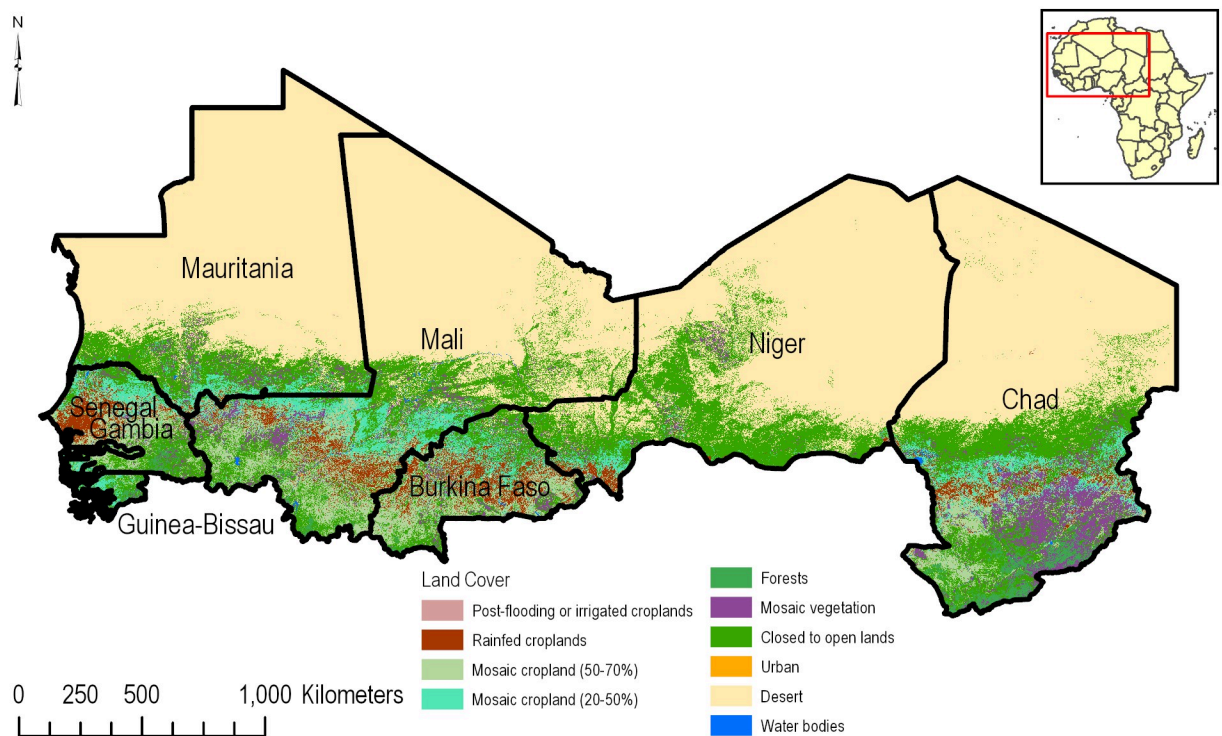 N
Mauritania
Mali
Niger
Chad
Senegal
Gambia
Burkina Faso
Guinea-Bissau
Land Cover
Post-flooding or irrigated croplands
Rainfed croplands
Mosaic cropland (50-70%)
Mosaic cropland (20-50%)
Forests
Mosaic vegetation
Closed to open lands
Urban
Desert
Water bodies
0 250 500 1,000 Kilometers